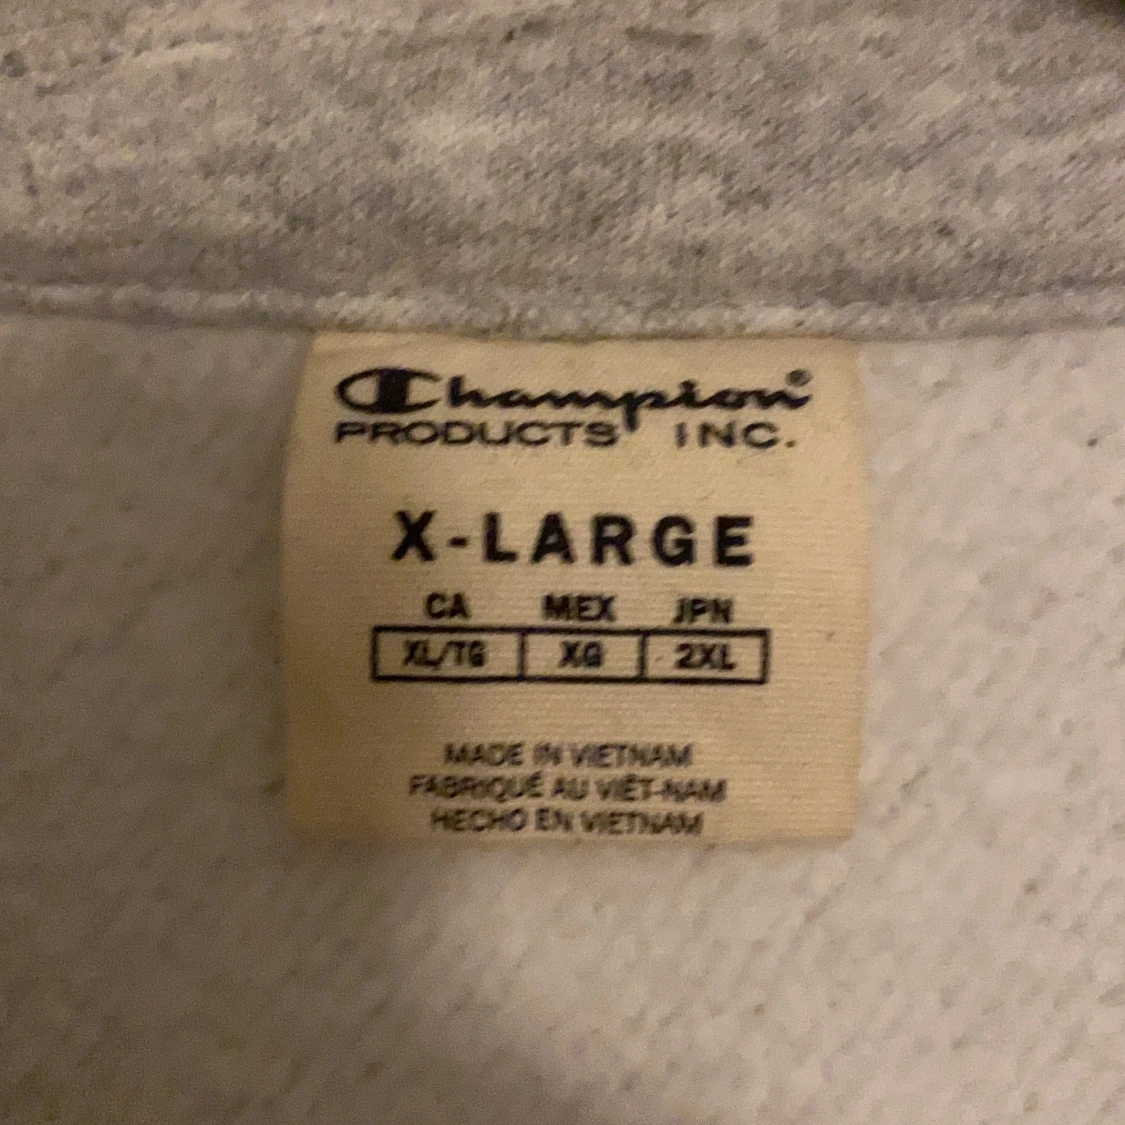 Champion®
PRODUCTS INC.
X-LARGE
CA MEX JPN
XL/TG XG 2XL
MADE IN VIETNAM
FABRIQUÉ AU VIÊT-NAM
HECHO EN VIETNAM